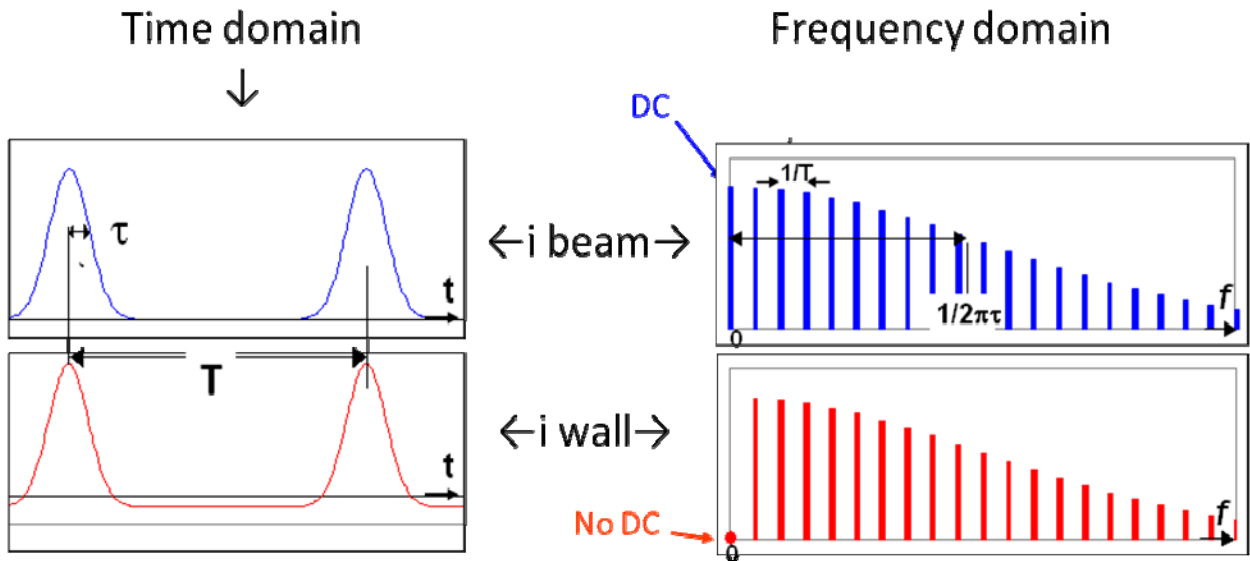 Time domain
Frequency domain
↓
DC
1/T
τ
←i beam→
t
f
1/2πτ
0
T
←i wall→
t
f
No DC
0